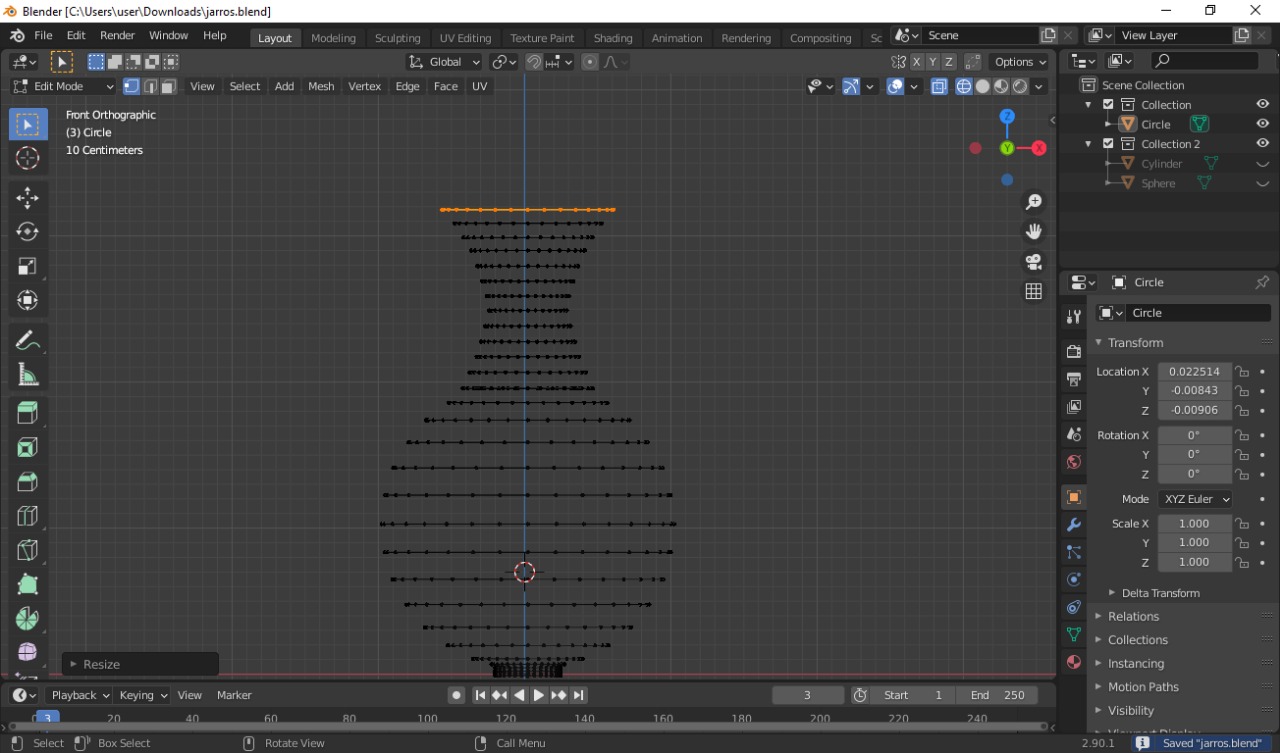 Blender [C:\Users\user\Downloads\jarros.blend]
File Edit Render Window Help Layout Modeling Sculpting UV Editing Texture Paint Shading Animation Rendering Compositing Sc Scene View Layer
Global X Y Z Options
Edit Mode View Select Add Mesh Vertex Edge Face UV
Front Orthographic
(3) Circle
10 Centimeters
Z
Y X
Resize
Scene Collection
Collection
Circle
Collection 2
Cylinder
Sphere
Circle
Circle
Transform
Location X 0.022514
Y -0.00843
Z -0.00906
Rotation X 0°
Y 0°
Z 0°
Mode XYZ Euler
Scale X 1.000
Y 1.000
Z 1.000
Delta Transform
Relations
Collections
Instancing
Motion Paths
Visibility
Viewport Display
Playback Keying View Marker 3 Start 1 End 250
3 20 40 60 80 100 120 140 160 180 200 220 240
Select Box Select Rotate View Call Menu 2.90.1 Saved "jarros.blend"